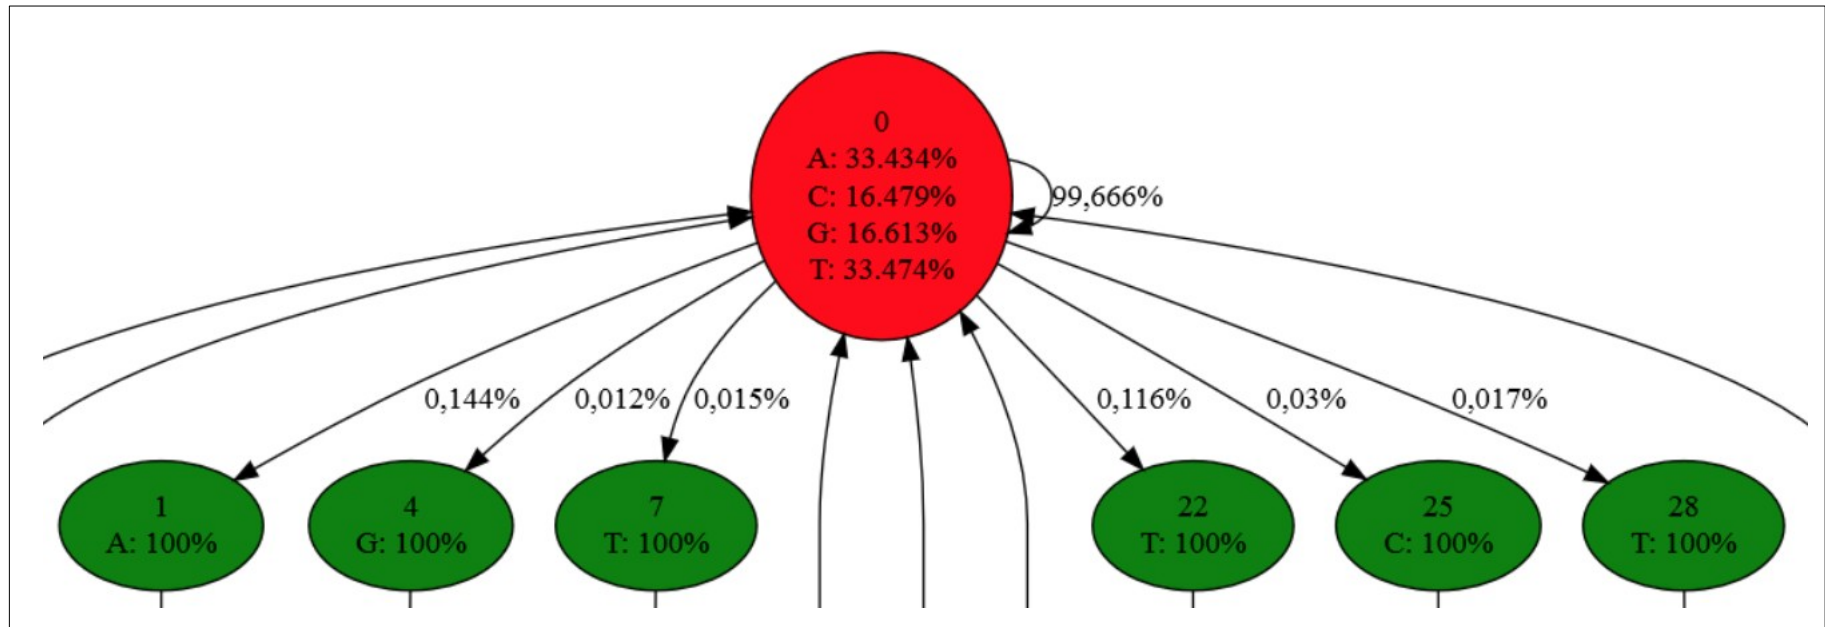 0
A: 33.434%
C: 16.479%
G: 16.613%
T: 33.474%
99,666%
0,144%
0,012%
0,015%
0,116%
0,03%
0,017%
1
A: 100%
4
G: 100%
7
T: 100%
22
T: 100%
25
C: 100%
28
T: 100%